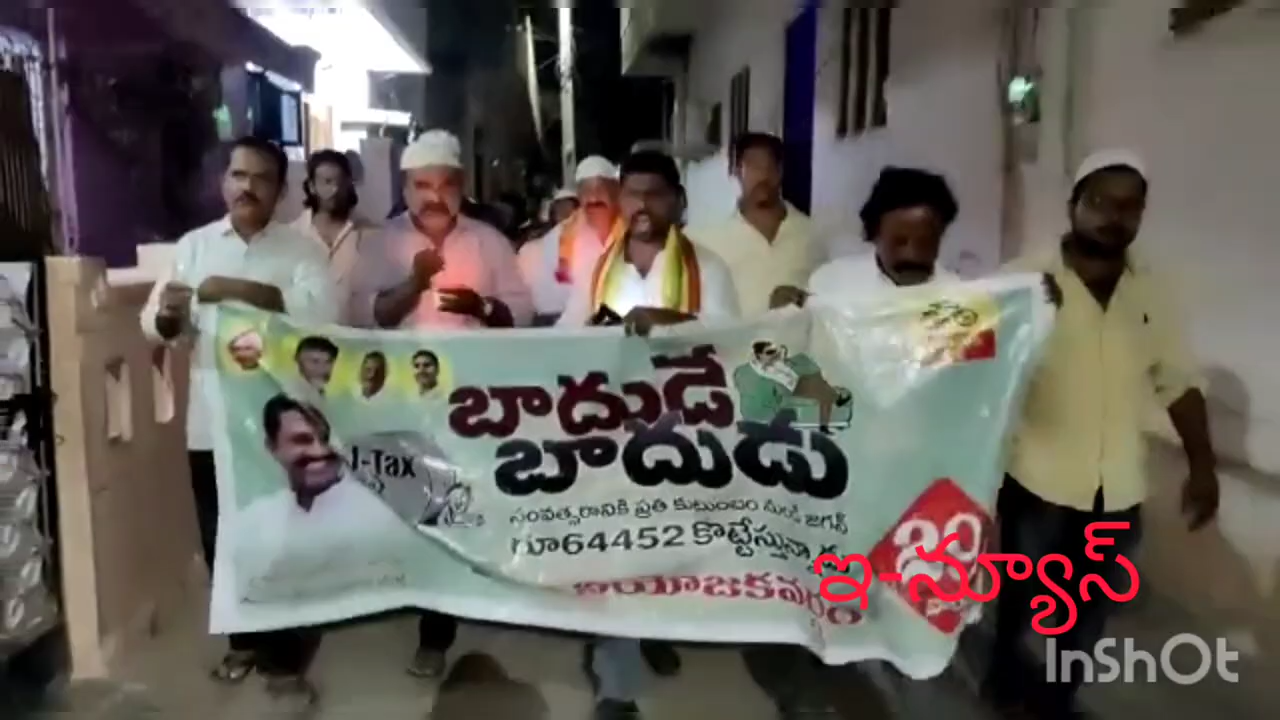 J-Tax
బాదుడే
బాదుడు
సంవత్సరానికి ప్రతి కుటుంబం నుండి జగన్
రూ64452 కొట్టేస్తున్నాడు
ఇ-న్యూస్
InShOt